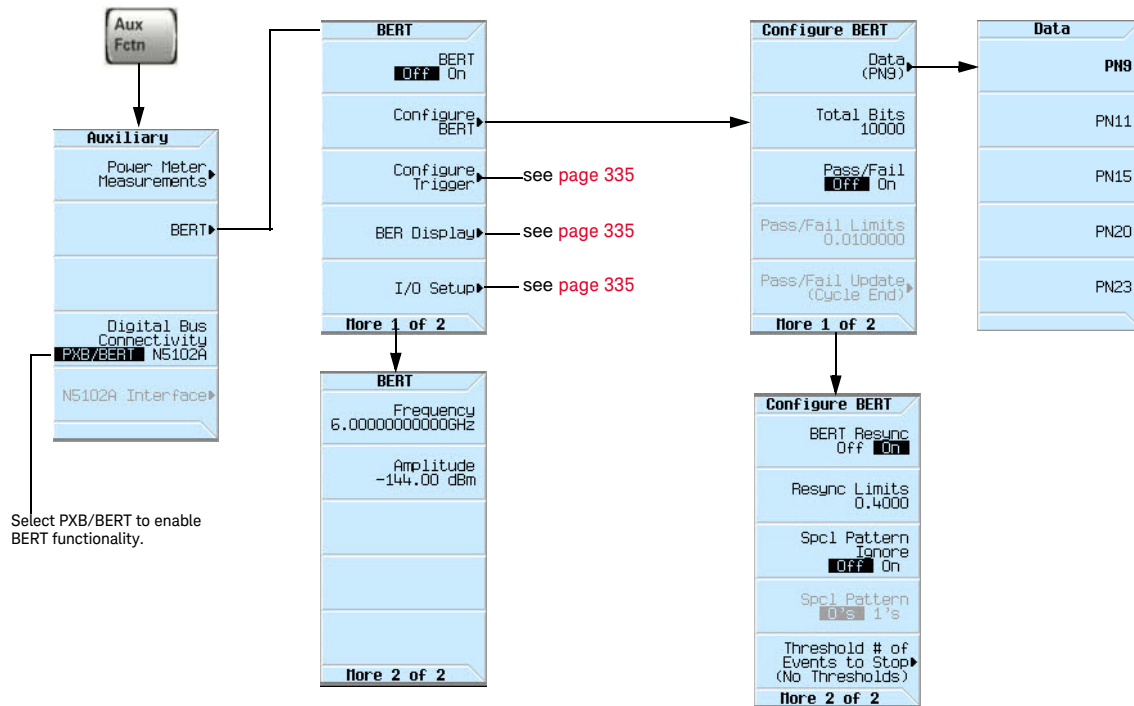 Aux
Fctn
Auxiliary
Power Meter
Measurements
BERT
Digital Bus
Connectivity
PXB/BERT N5102A
N5102A Interface
Select PXB/BERT to enable
BERT functionality.
BERT
BERT
Off On
Configure
BERT
Configure
Trigger
see page 335
BER Display
see page 335
I/O Setup
see page 335
More 1 of 2
BERT
Frequency
6.00000000000GHz
Amplitude
-144.00 dBm
More 2 of 2
Configure BERT
Data
(PN9)
Total Bits
10000
Pass/Fail
Off On
Pass/Fail Limits
0.0100000
Pass/Fail Update
(Cycle End)
More 1 of 2
Configure BERT
BERT Resync
Off On
Resync Limits
0.4000
Spcl Pattern
Ignore
Off On
Spcl Pattern
0's 1's
Threshold # of
Events to Stop
(No Thresholds)
More 2 of 2
Data
PN9
PN11
PN15
PN20
PN23